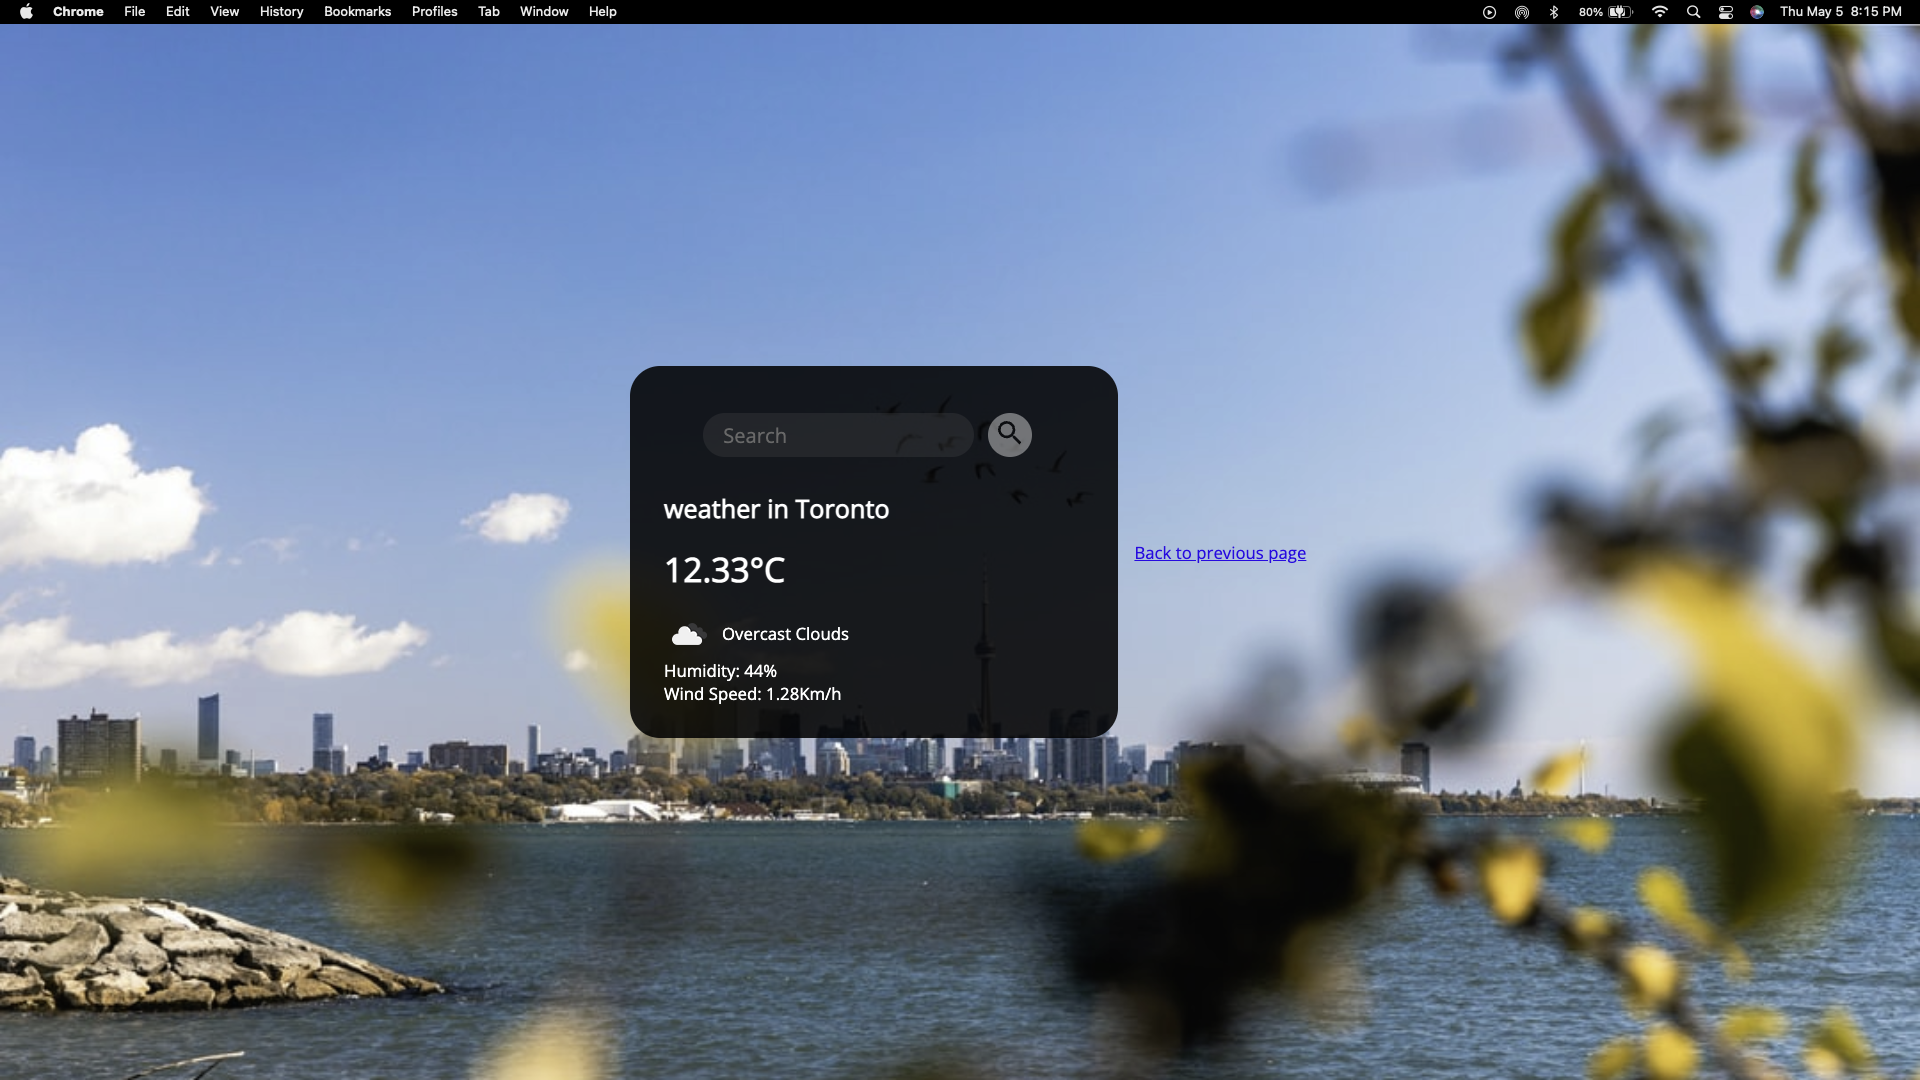 Chrome File Edit View History Bookmarks Profiles Tab Window Help 80% Thu May 5 8:15 PM
Search
weather in Toronto
12.33°C
Back to previous page
Overcast Clouds
Humidity: 44%
Wind Speed: 1.28Km/h